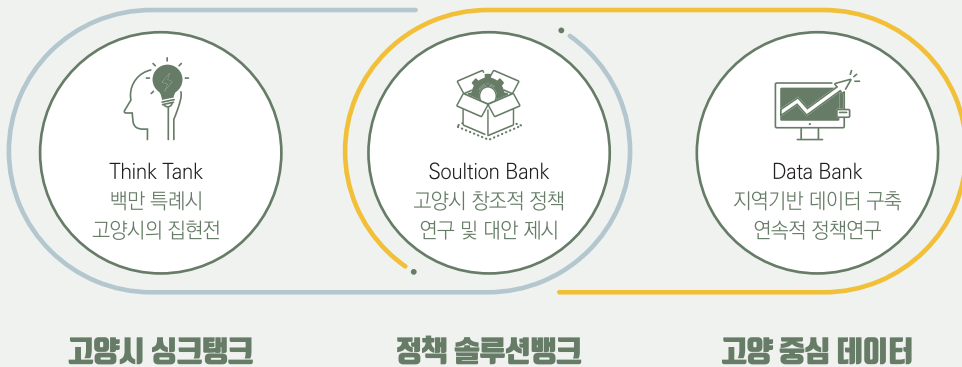 Think Tank
백만 특례시
고양시의 집현전
Soultion Bank
고양시 창조적 정책
연구 및 대안 제시
Data Bank
지역기반 데이터 구축
연속적 정책연구
고양시 싱크탱크
정책 솔루션뱅크
고양 중심 데이터